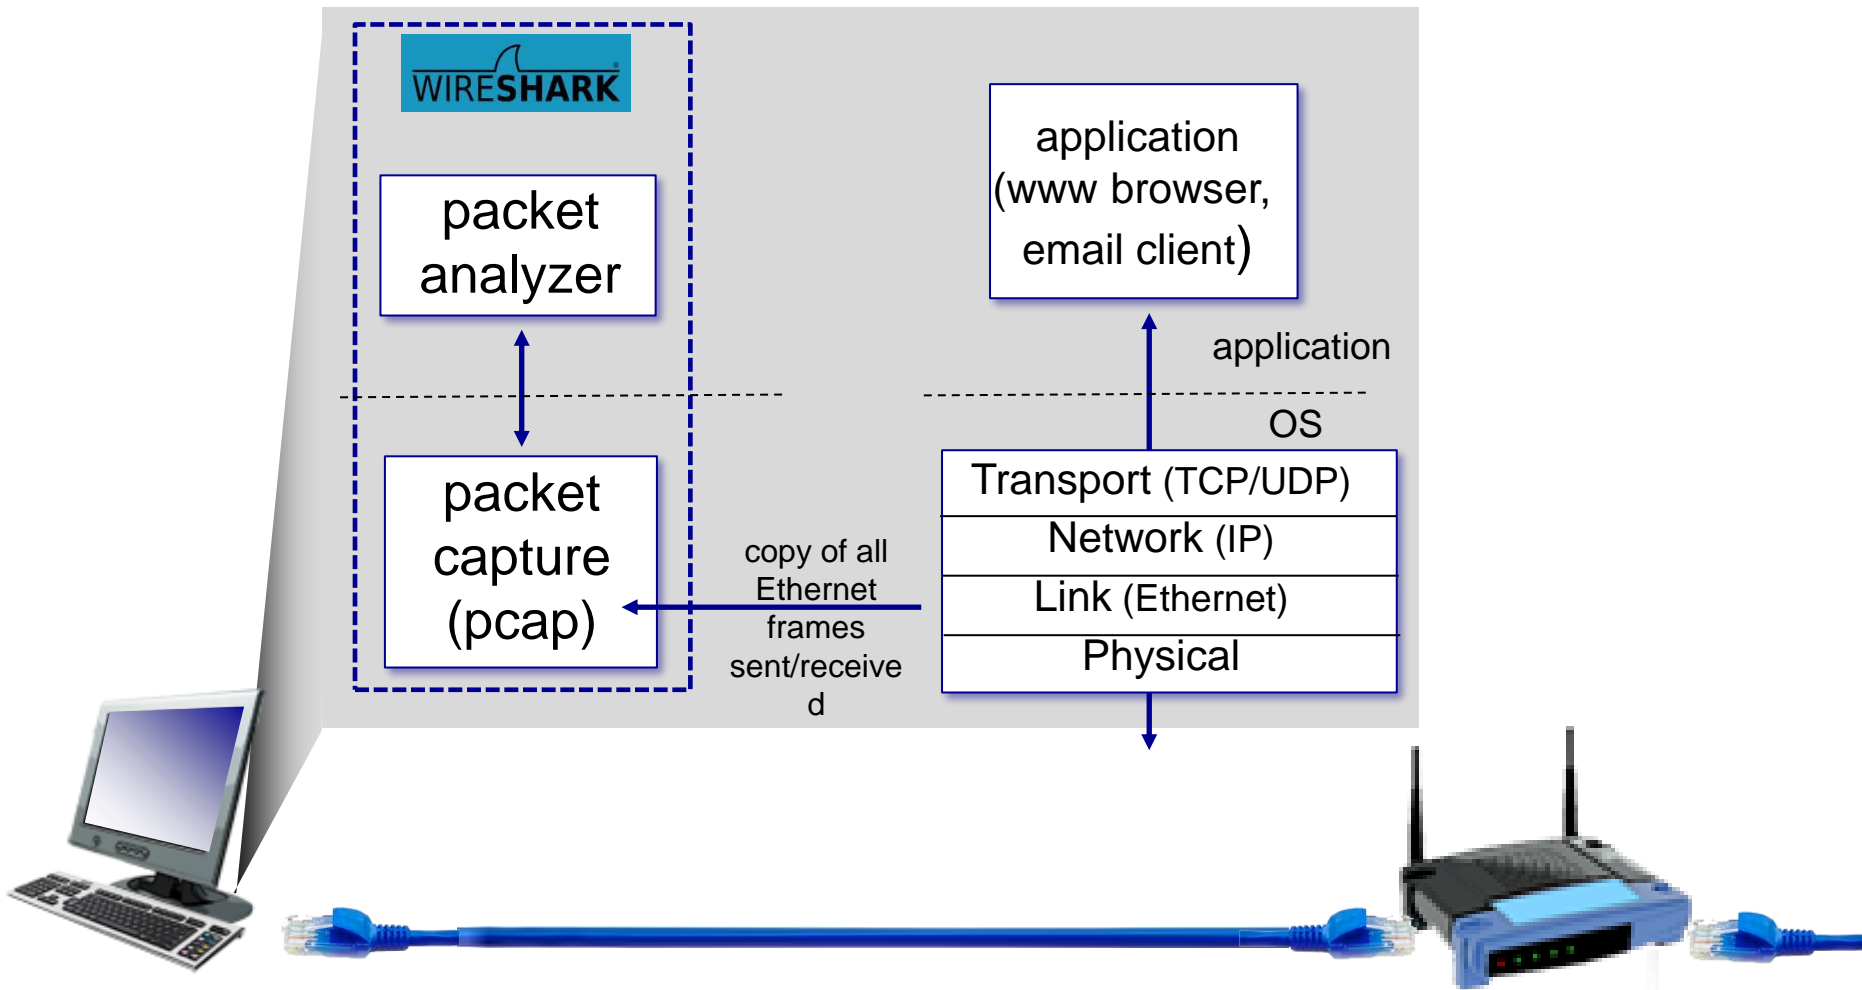 WIRESHARK®
packet
analyzer
packet
capture
(pcap)
copy of all
Ethernet
frames
sent/receive
d
application
(www browser,
email client)
application
OS
Transport (TCP/UDP)
Network (IP)
Link (Ethernet)
Physical